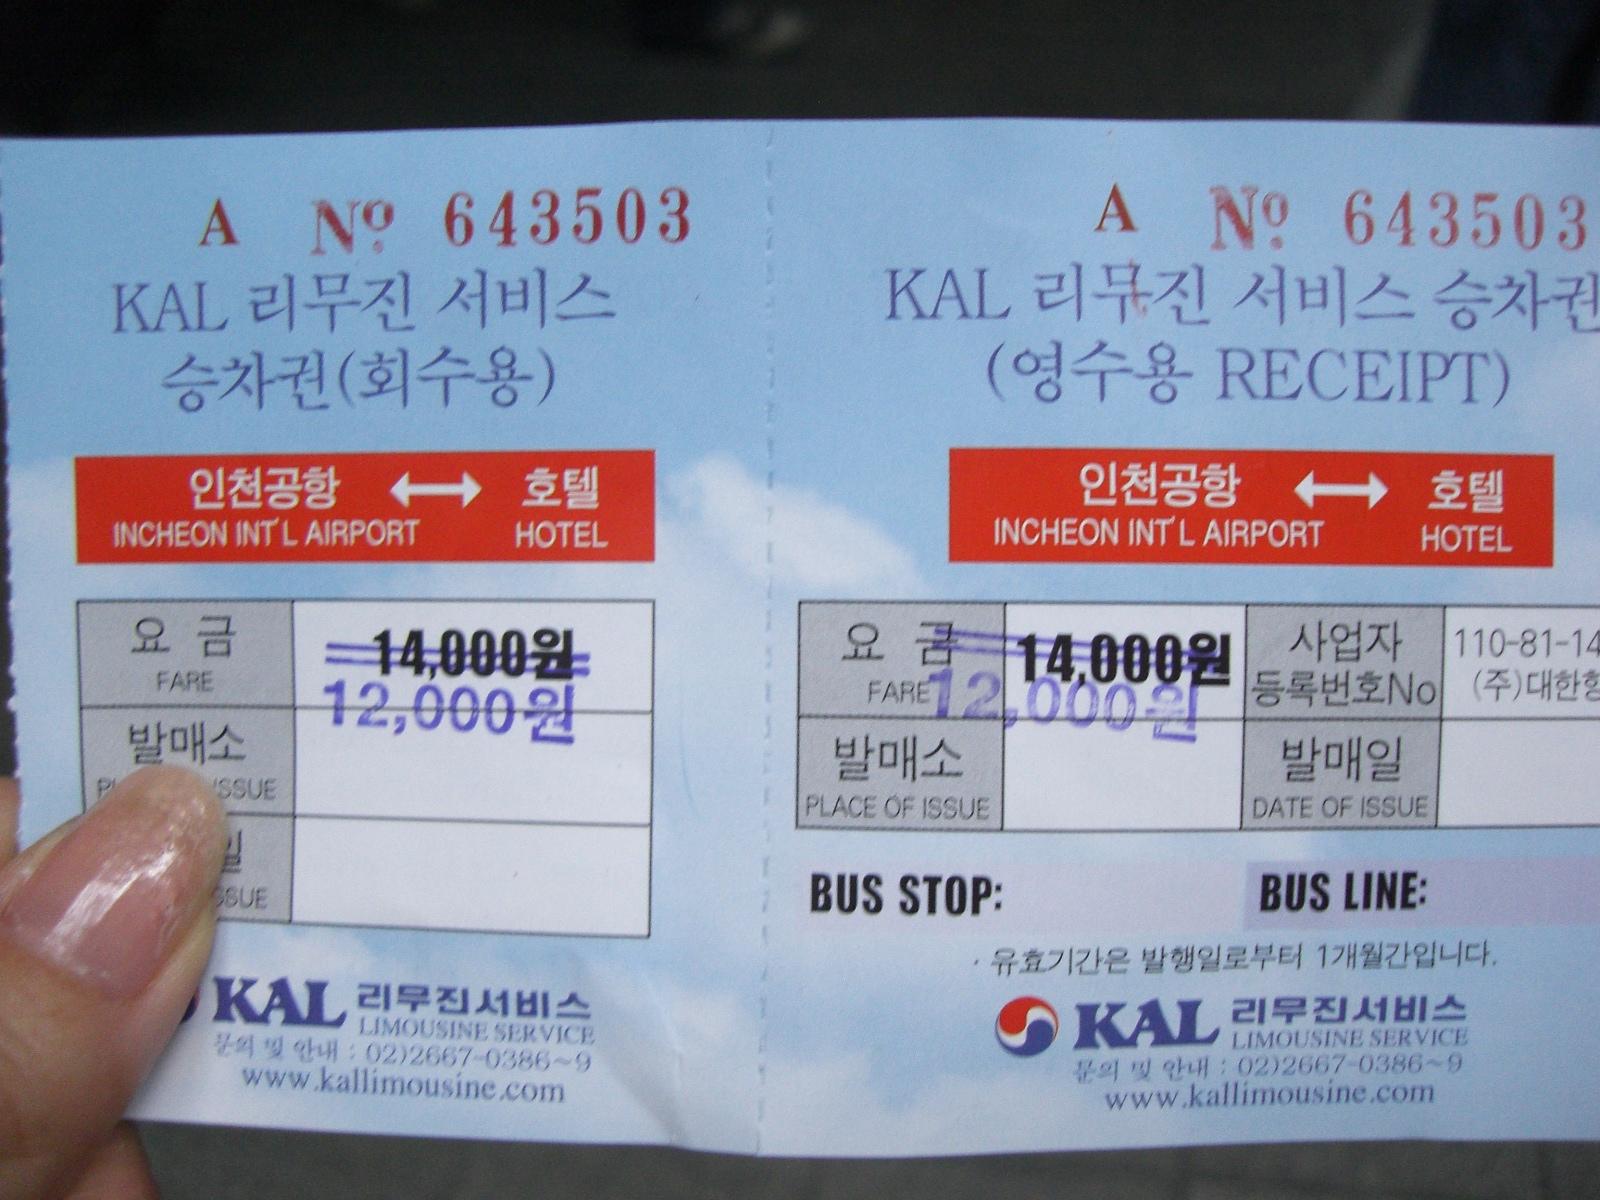 A Nº 643503
KAL 리무진 서비스
승차권(회수용)
인천공항 ↔ 호텔
INCHEON INT'L AIRPORT HOTEL
요 금 14,000원
FARE 12,000원
발매소
ISSUE
KAL 리무진서비스
LIMOUSINE SERVICE
문의 및 안내 : 02)2667-0386~9
www.kallimousine.com
A Nº 643503
KAL 리무진 서비스 승차권
(영수용 RECEIPT)
인천공항 ↔ 호텔
INCHEON INT'L AIRPORT HOTEL
요 금 14,000원 사업자 110-81-14
FARE 12,000원 등록번호No (주)대한항
발매소 발매일
PLACE OF ISSUE DATE OF ISSUE
BUS STOP: BUS LINE:
· 유효기간은 발행일로부터 1개월간입니다.
KAL 리무진서비스
LIMOUSINE SERVICE
문의 및 안내 : 02)2667-0386~9
www.kallimousine.com